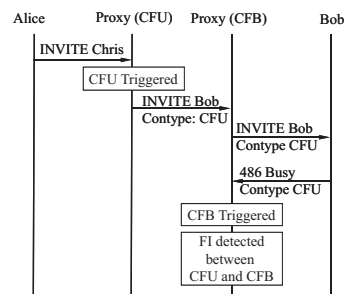 Alice
Proxy (CFU)
Proxy (CFB)
Bob
INVITE Chris
CFU Triggered
INVITE Bob
Contype: CFU
INVITE Bob
Contype CFU
486 Busy
Contype CFU
CFB Triggered
FI detected
between
CFU and CFB